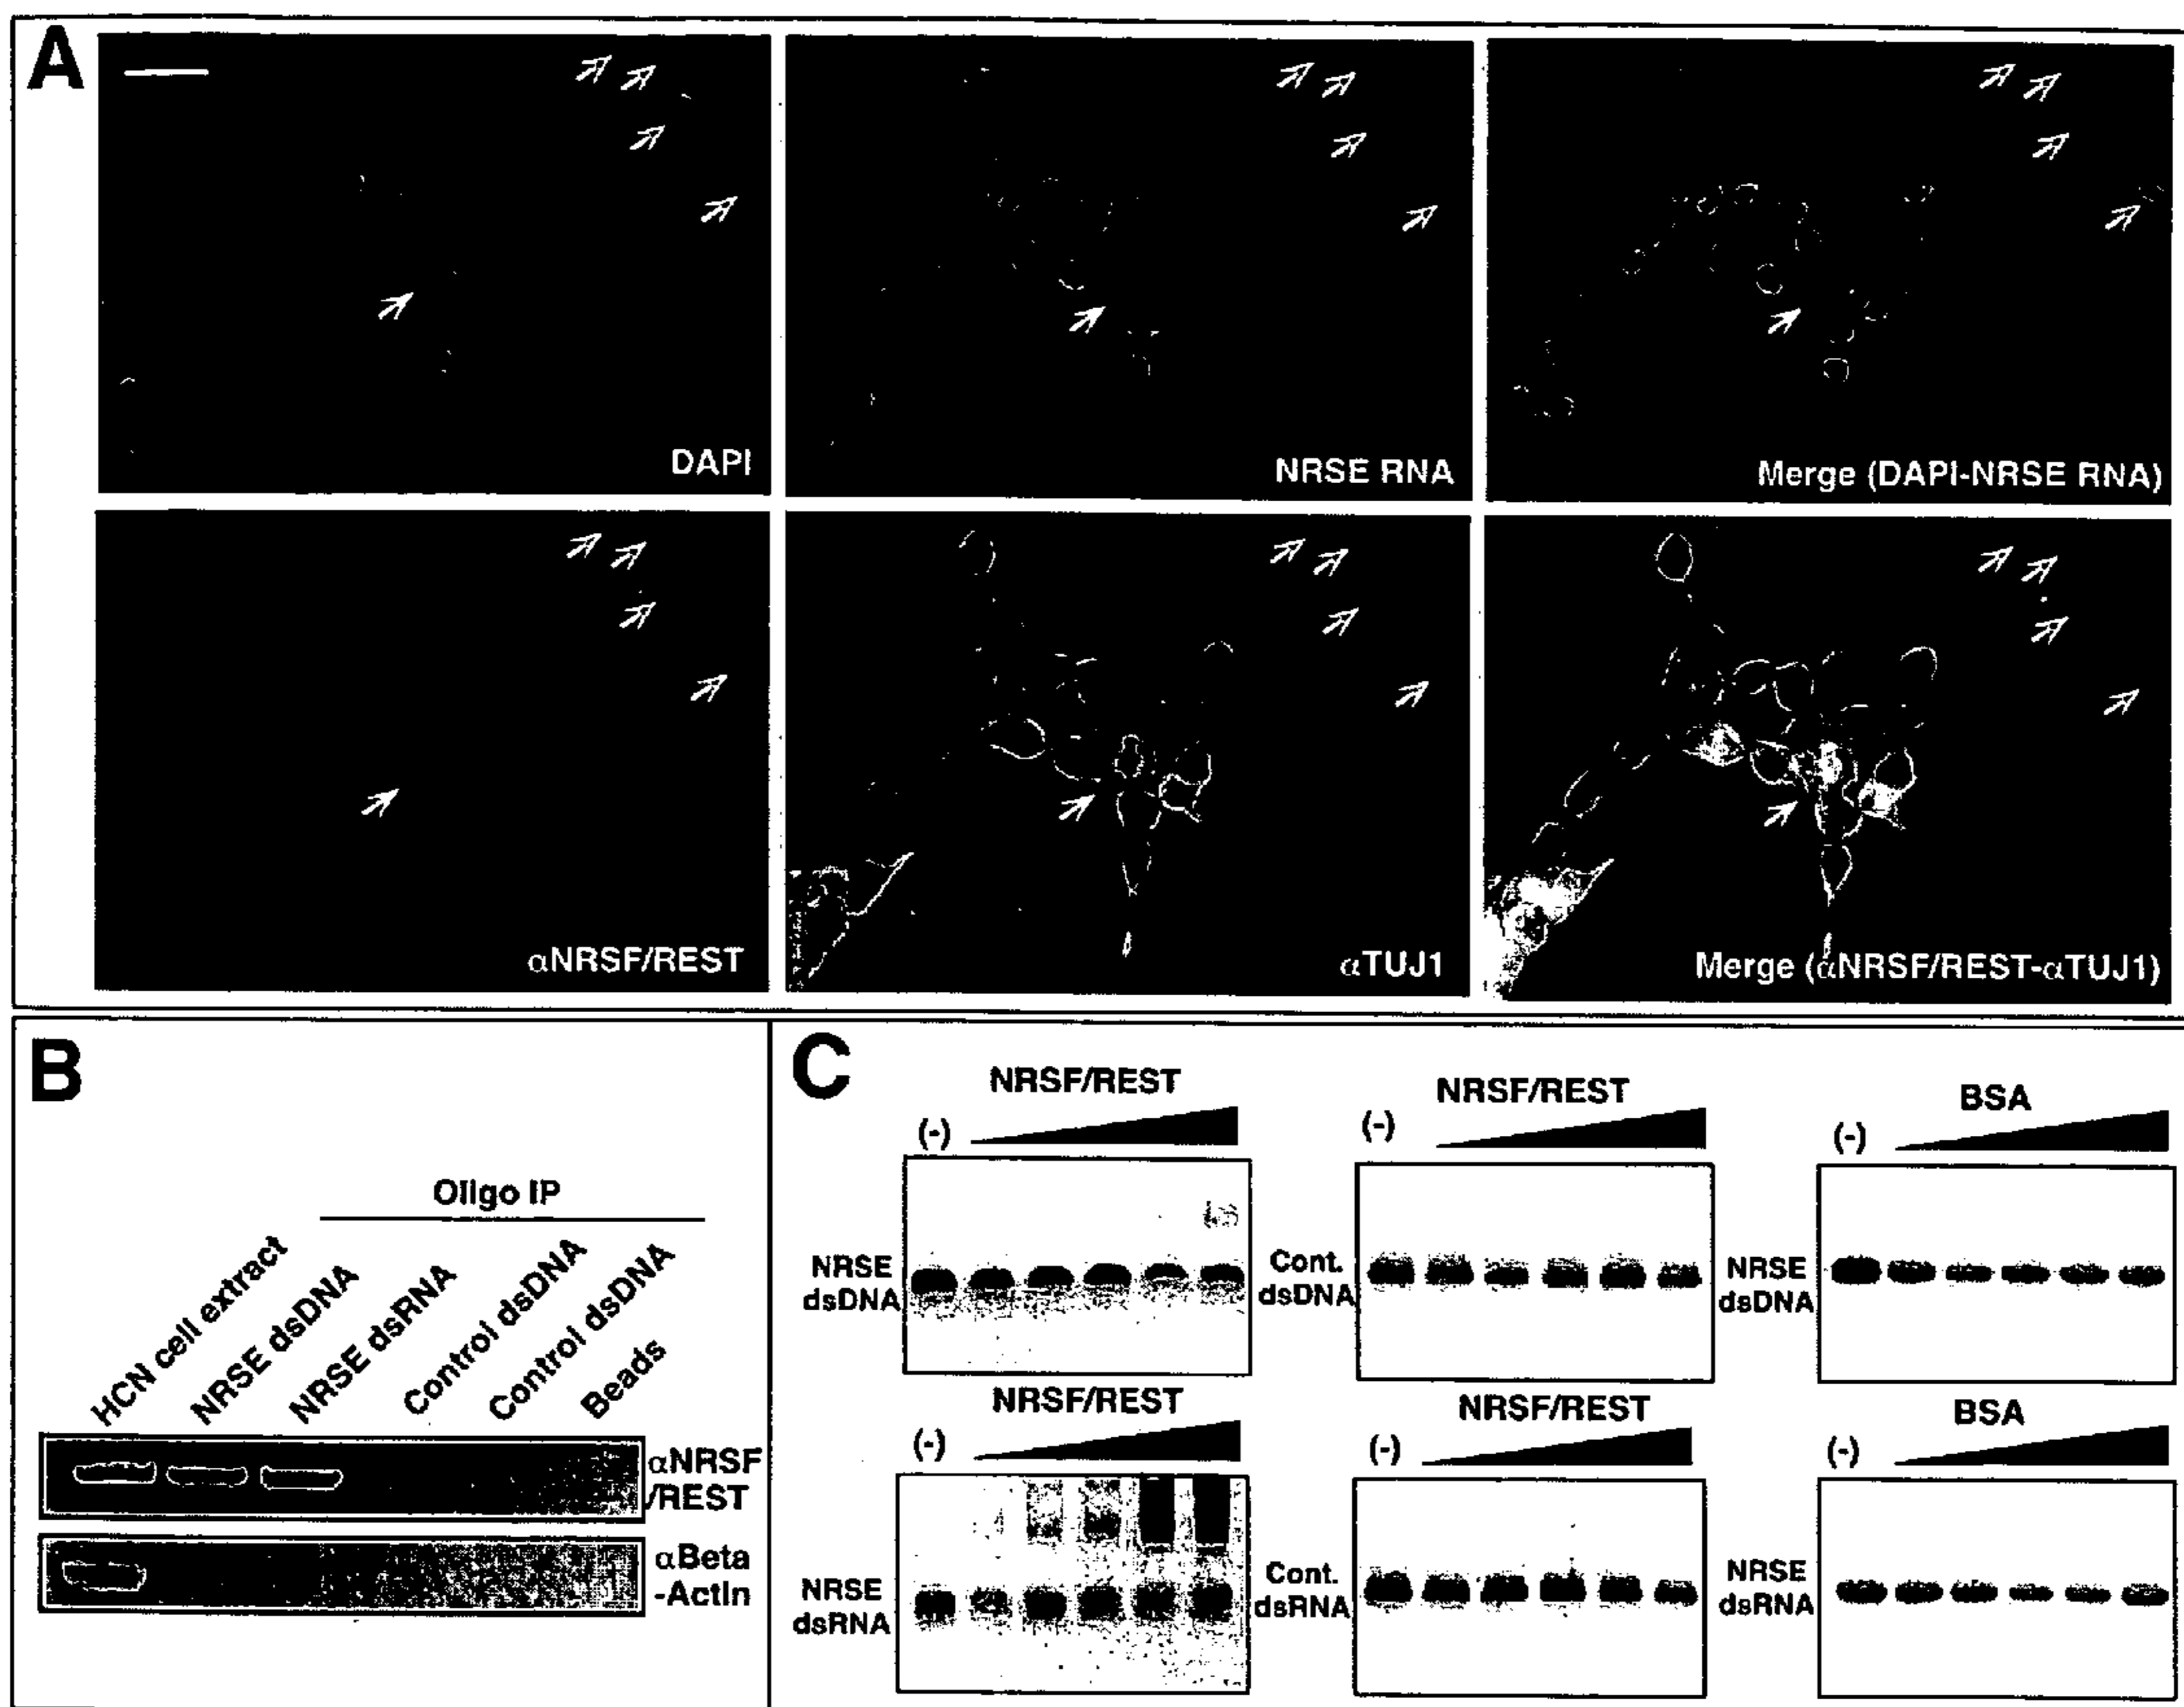 A
DAPI
NRSE RNA
Merge (DAPI-NRSE RNA)
αNRSF/REST
αTUJ1
Merge (αNRSF/REST-αTUJ1)
B
Oligo IP
HCN cell extract
NRSE dsDNA
NRSE dsRNA
Control dsDNA
Control dsDNA
Beads
αNRSF
/REST
αBeta
-Actin
C
NRSF/REST
(-)
NRSE
dsDNA
NRSF/REST
(-)
Cont.
dsDNA
BSA
(-)
NRSE
dsDNA
NRSF/REST
(-)
NRSE
dsRNA
NRSF/REST
(-)
Cont.
dsRNA
BSA
(-)
NRSE
dsRNA